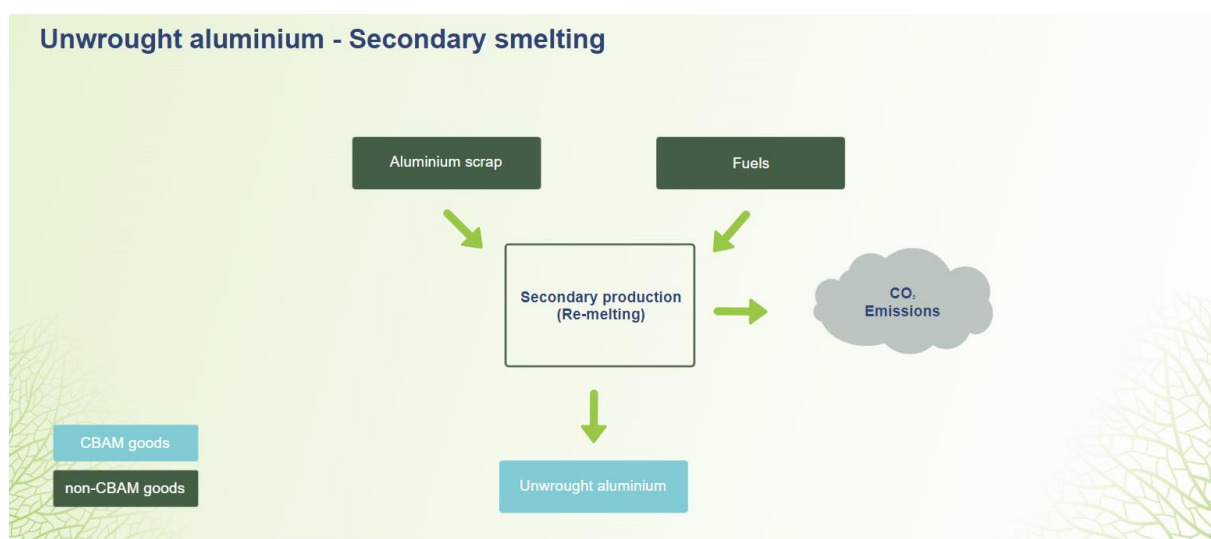 Unwrought aluminium - Secondary smelting
Aluminium scrap
Fuels
Secondary production
(Re-melting)
CO₂
Emissions
CBAM goods
non-CBAM goods
Unwrought aluminium